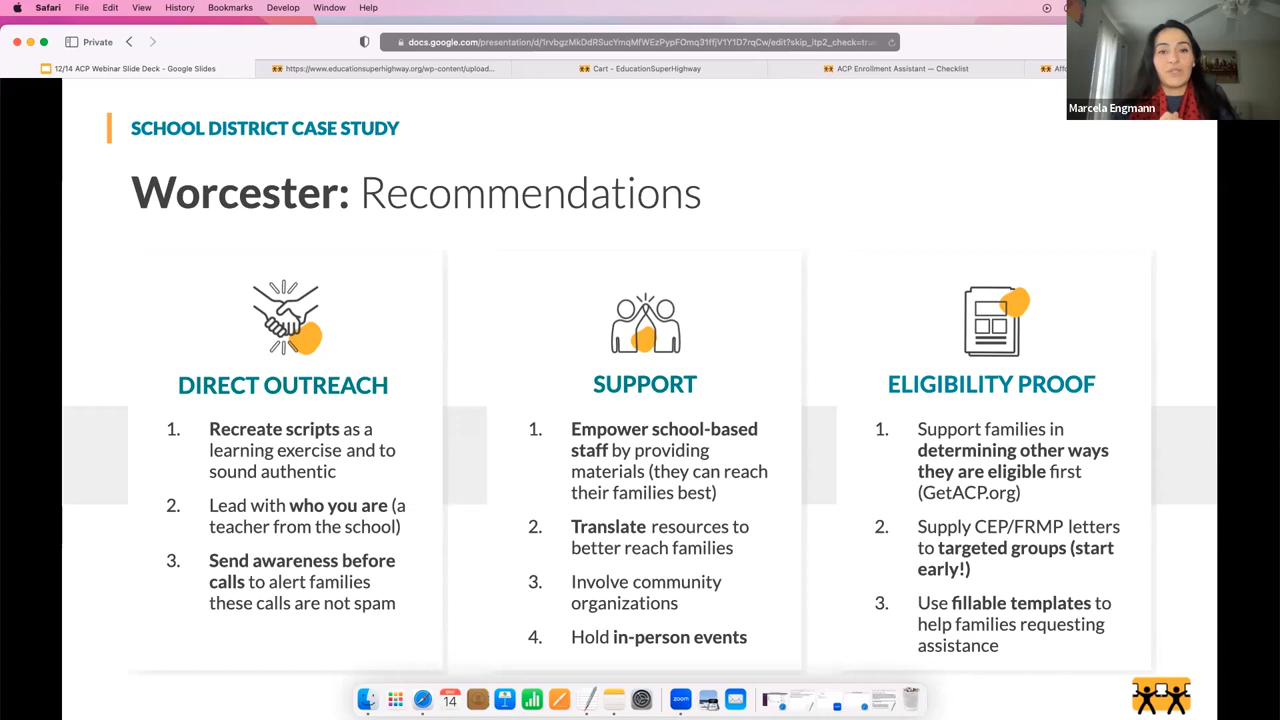 Safari File Edit View History Bookmarks Develop Window Help
Private
12/14 ACP Webinar Slide Deck - Google Slides
https://www.educationsuperhighway.org/wp-content/upload...
Cart - EducationSuperHighway
ACP Enrollment Assistant — Checklist
Marcela Engmann
SCHOOL DISTRICT CASE STUDY
Worcester: Recommendations
DIRECT OUTREACH
1. Recreate scripts as a
learning exercise and to
sound authentic
2. Lead with who you are (a
teacher from the school)
3. Send awareness before
calls to alert families
these calls are not spam
SUPPORT
1. Empower school-based
staff by providing
materials (they can reach
their families best)
2. Translate resources to
better reach families
3. Involve community
organizations
4. Hold in-person events
ELIGIBILITY PROOF
1. Support families in
determining other ways
they are eligible first
(GetACP.org)
2. Supply CEP/FRMP letters
to targeted groups (start
early!)
3. Use fillable templates to
help families requesting
assistance
14
zoom